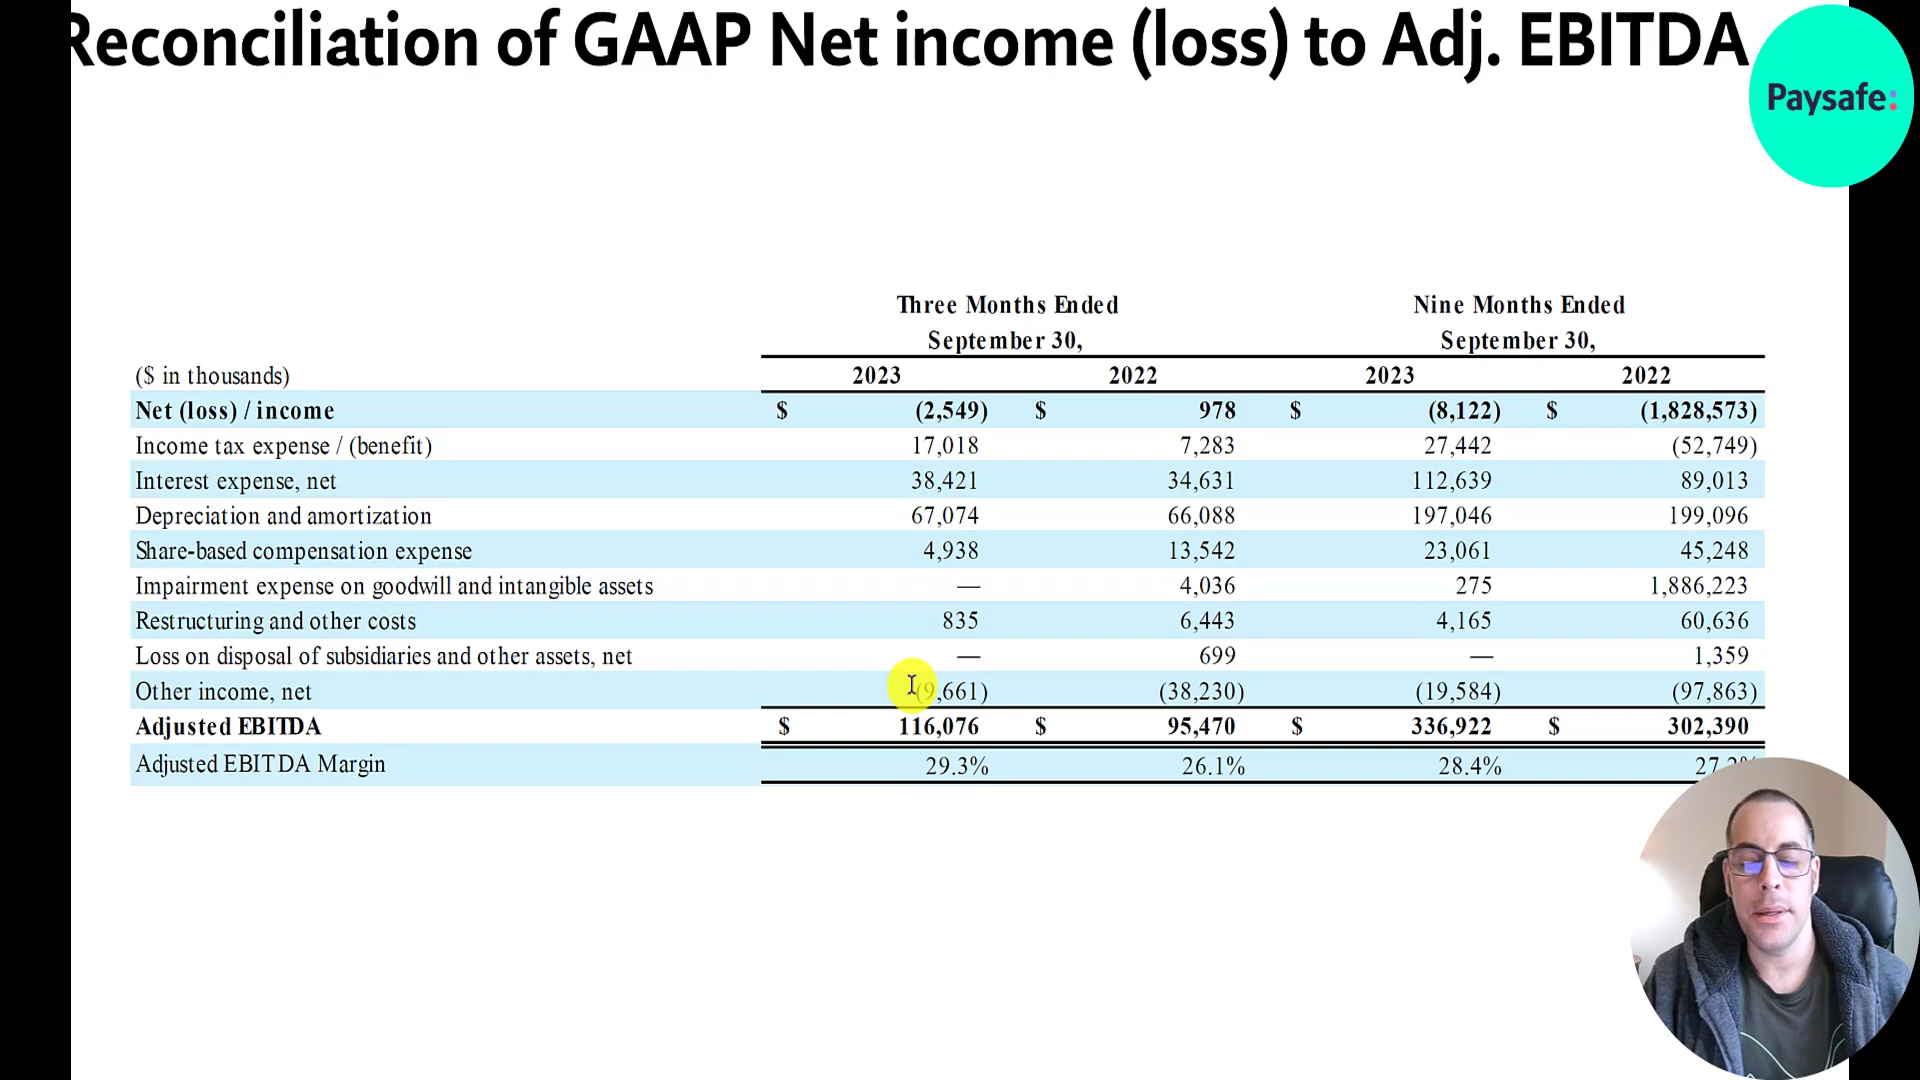 Reconciliation of GAAP Net income (loss) to Adj. EBITDA
Paysafe:
Three Months Ended Nine Months Ended
September 30, September 30,
($ in thousands) 2023 2022 2023 2022
Net (loss) / income $ (2,549) $ 978 $ (8,122) $ (1,828,573)
Income tax expense / (benefit) 17,018 7,283 27,442 (52,749)
Interest expense, net 38,421 34,631 112,639 89,013
Depreciation and amortization 67,074 66,088 197,046 199,096
Share-based compensation expense 4,938 13,542 23,061 45,248
Impairment expense on goodwill and intangible assets — 4,036 275 1,886,223
Restructuring and other costs 835 6,443 4,165 60,636
Loss on disposal of subsidiaries and other assets, net — 699 — 1,359
Other income, net (9,661) (38,230) (19,584) (97,863)
Adjusted EBITDA $ 116,076 $ 95,470 $ 336,922 $ 302,390
Adjusted EBITDA Margin 29.3% 26.1% 28.4%